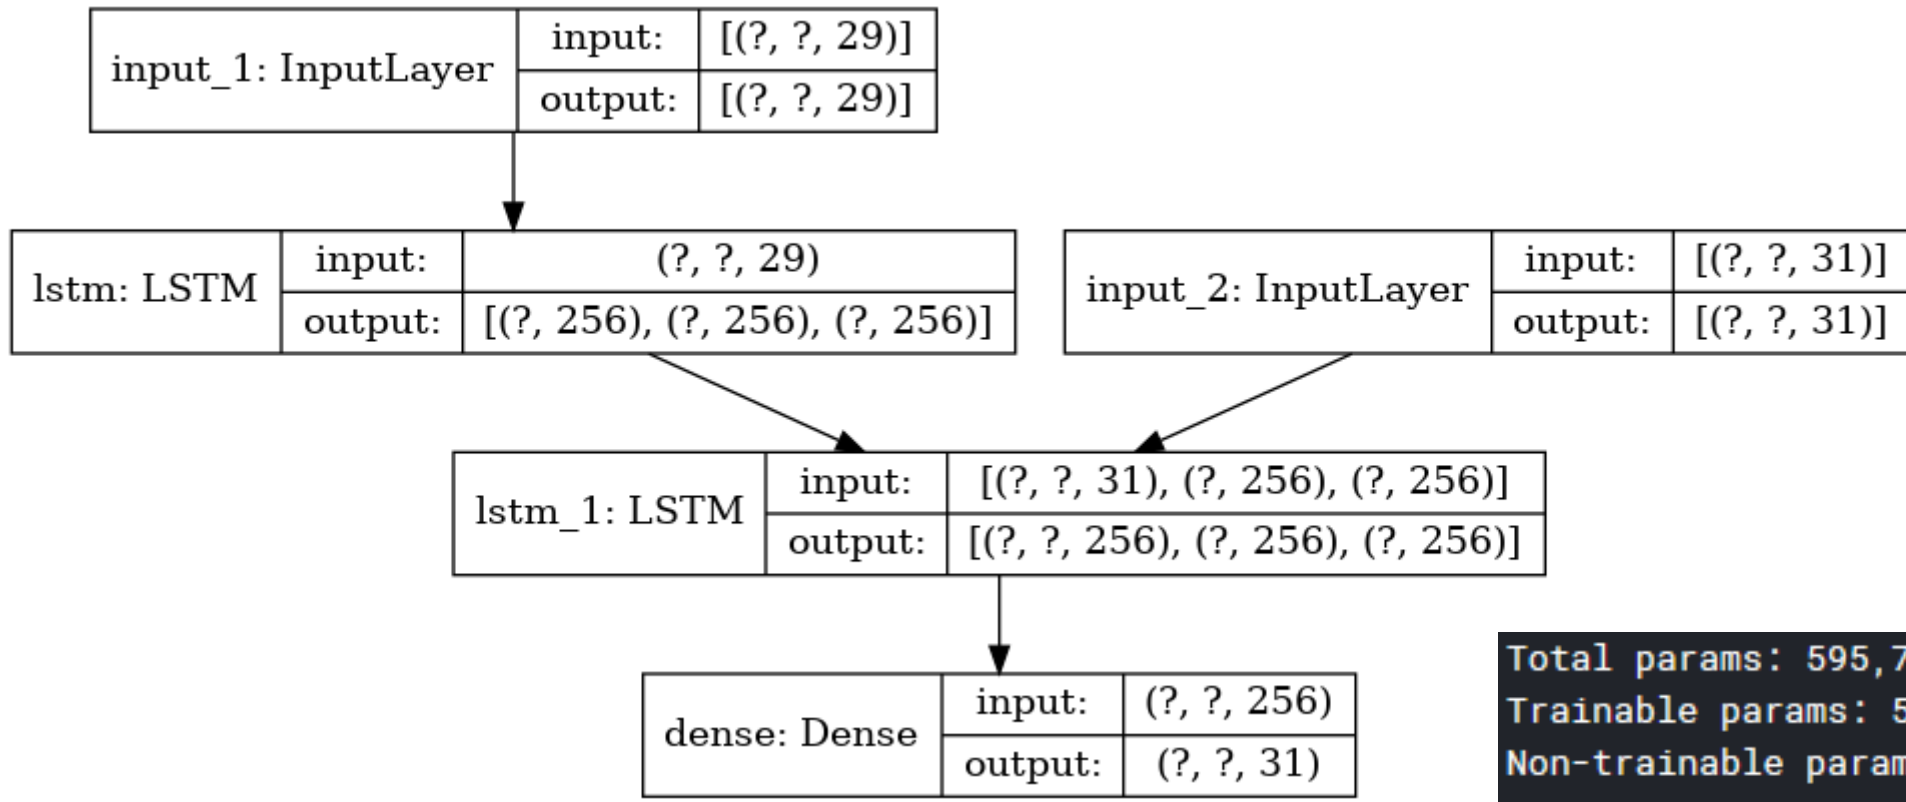 input_1: InputLayer
input:
[(?, ?, 29)]
output:
[(?, ?, 29)]
lstm: LSTM
input:
(?, ?, 29)
output:
[(?, 256), (?, 256), (?, 256)]
input_2: InputLayer
input:
[(?, ?, 31)]
output:
[(?, ?, 31)]
lstm_1: LSTM
input:
[(?, ?, 31), (?, 256), (?, 256)]
output:
[(?, ?, 256), (?, 256), (?, 256)]
dense: Dense
input:
(?, ?, 256)
output:
(?, ?, 31)
Total params: 595,7
Trainable params: 5
Non-trainable param